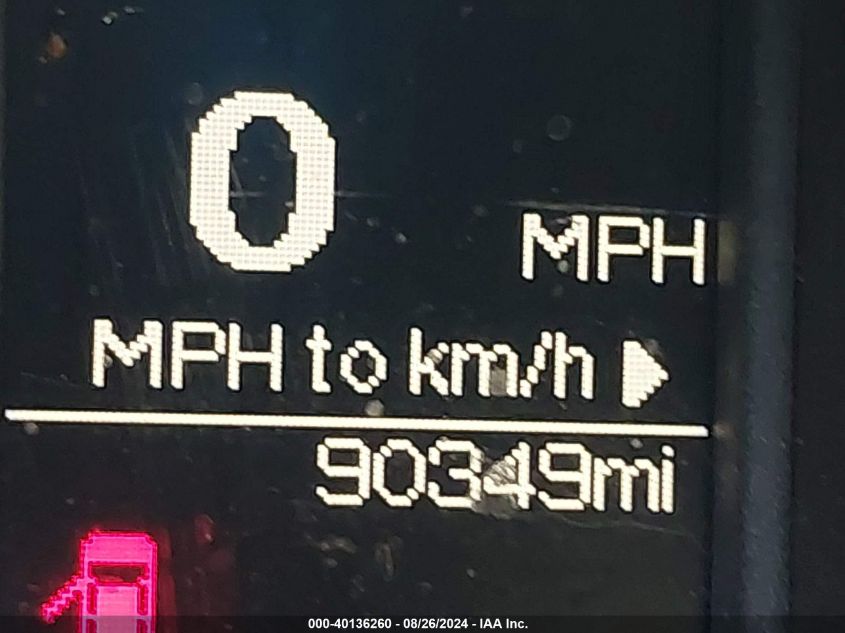 0 MPH
MPH to km/h ▶
90349mi
000-40136260 - 08/26/2024 - IAA Inc.